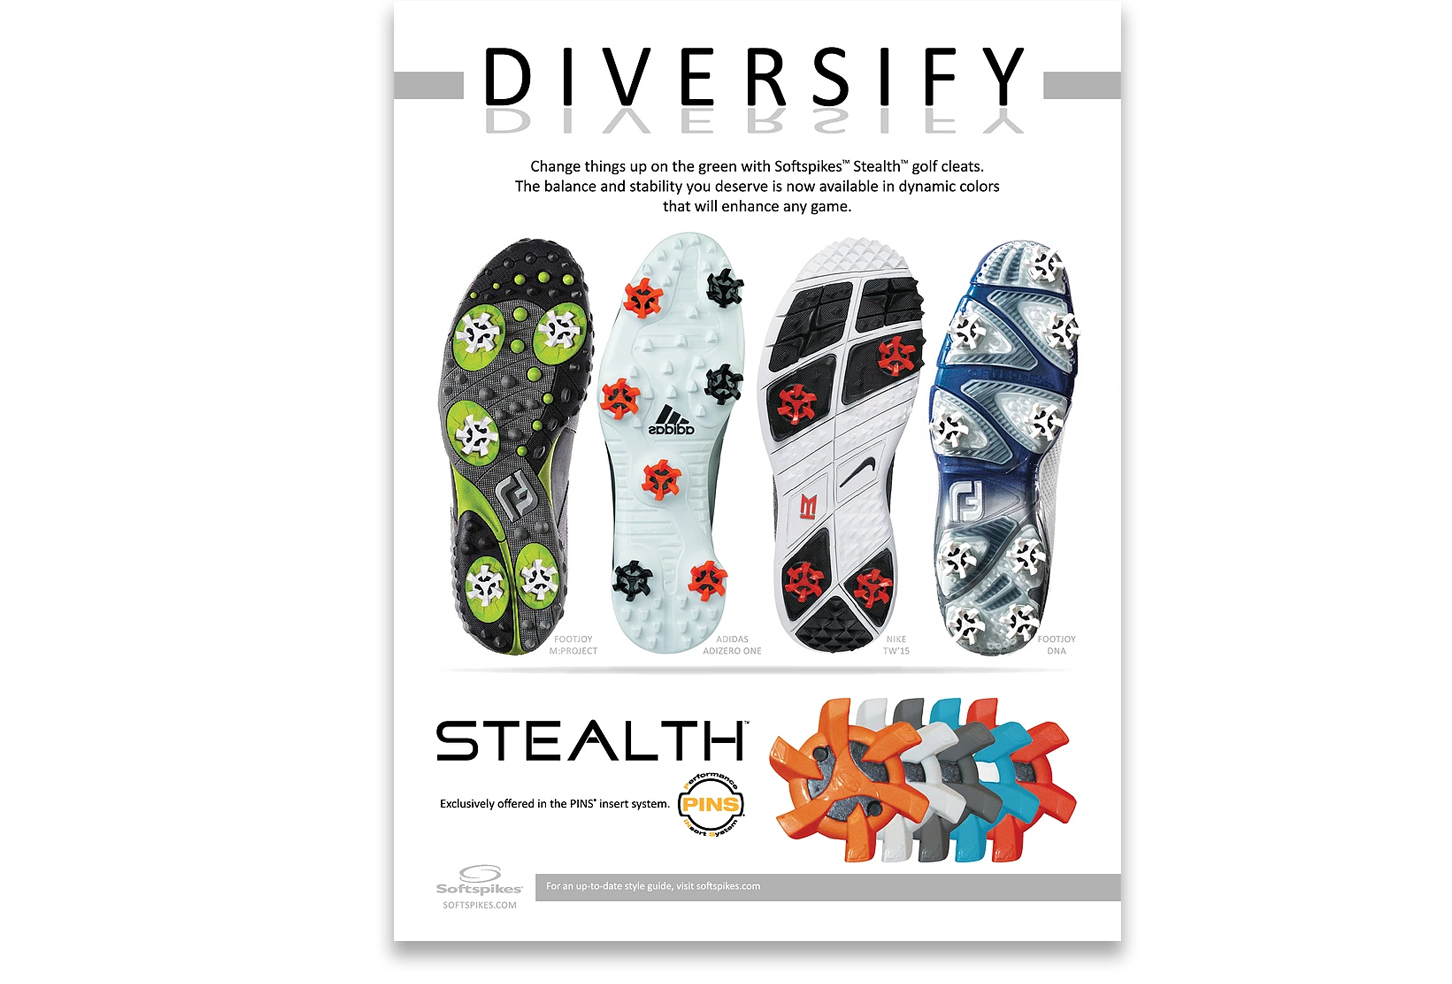 DIVERSIFY
Change things up on the green with Softspikes™ Stealth™ golf cleats.
The balance and stability you deserve is now available in dynamic colors
that will enhance any game.
adidas
FOOTJOY
M:PROJECT
ADIDAS
ADIZERO ONE
NIKE
TW'15
FOOTJOY
DNA
STEALTH™
Exclusively offered in the PINS® insert system.
Performance
PINS
INsert System
Softspikes
SOFTSPIKES.COM
For an up-to-date style guide, visit softspikes.com